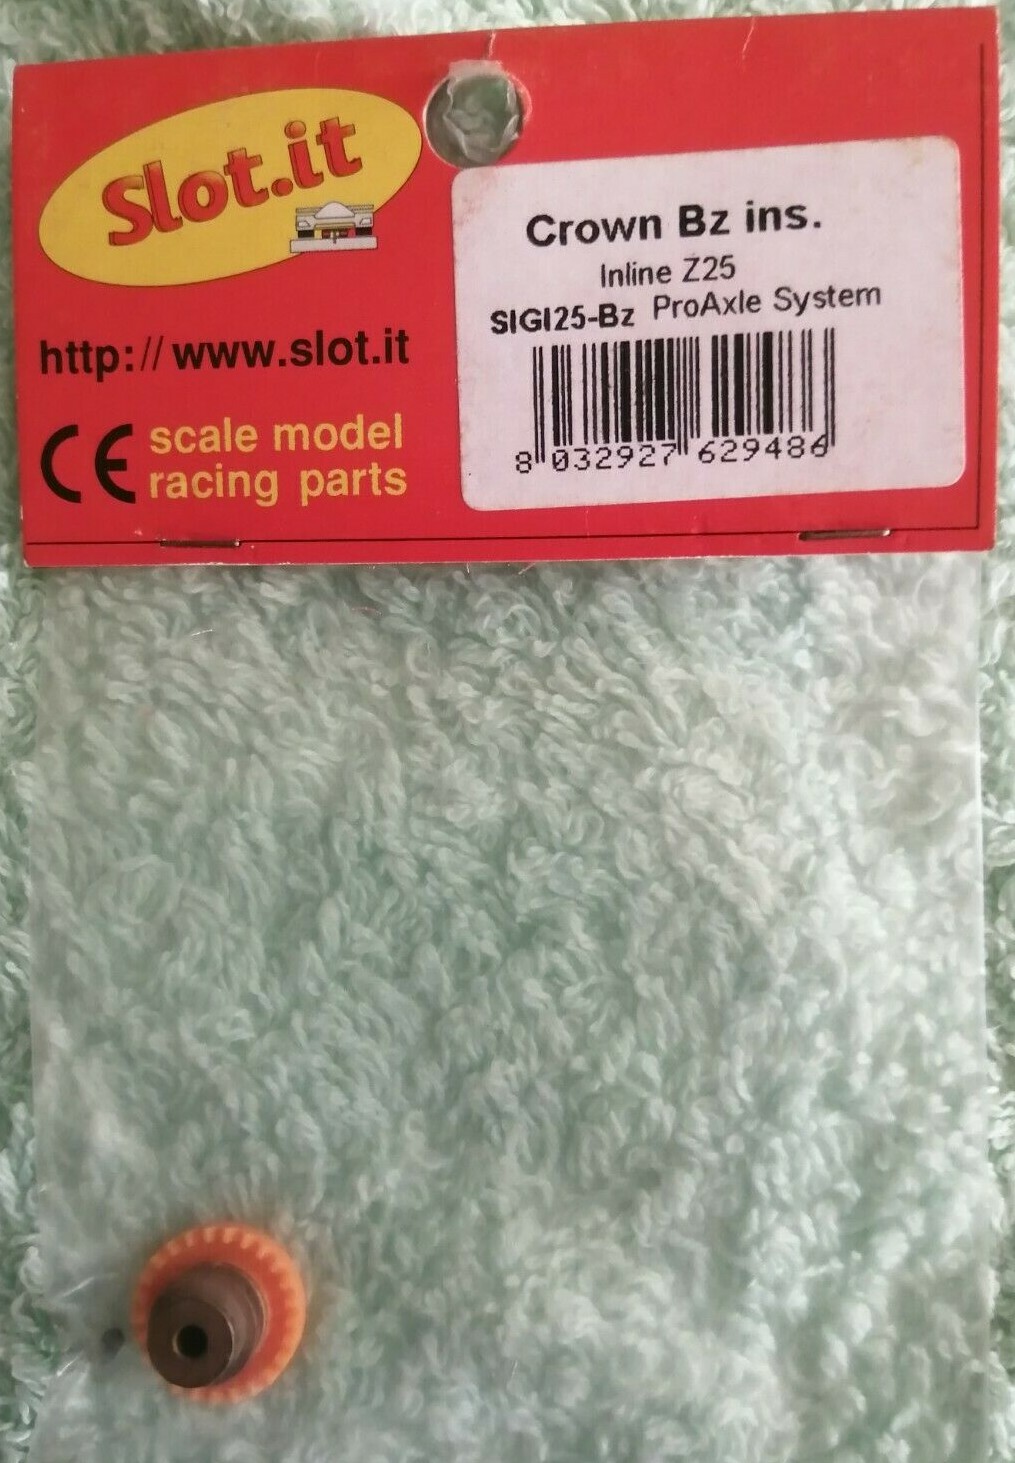 Slot.it
http://www.slot.it
CE
scale model
racing parts
Crown Bz ins.
Inline Z25
SIGI25-Bz ProAxle System
8 032927 629486